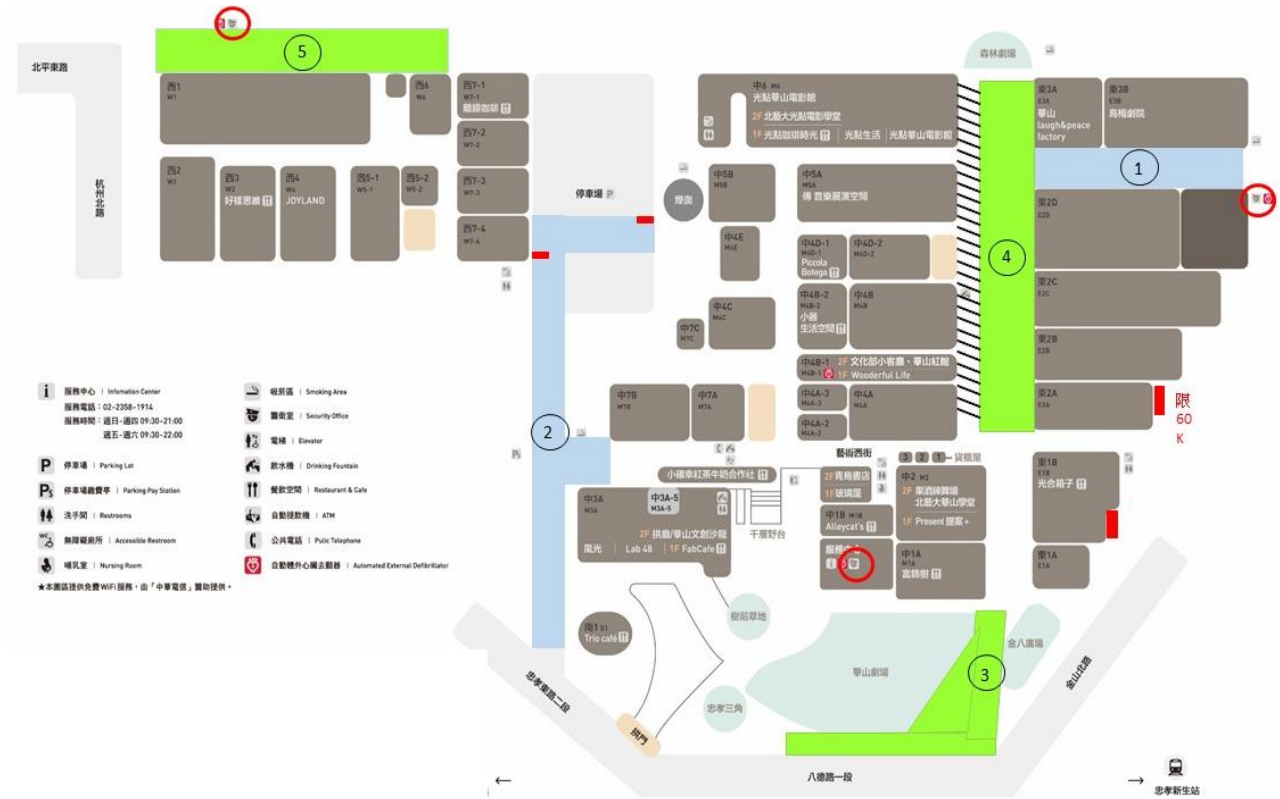 5
北平東路
杭州北路
西1
W1
西6
W6
西7-1
W7-1
離線咖啡
西7-2
W7-2
西7-3
W7-3
西7-4
W7-4
西2
W2
西3
W3
好樣思維
西4
W4
JOYLAND
西5-1
W5-1
西5-2
W5-2
停車場 P
煙囪
中6 M6
光點華山電影館
2F 北藝大光點電影學堂
1F 光點咖啡時光 | 光點生活 | 光點華山電影館
中5B
M5B
中5A
M5A
傳 音樂展演空間
中4E
M4E
中4D-1
M4D-1
Piccola
Botega
中4D-2
M4D-2
中4C
M4C
中7C
M7C
中4B-2
M4B-2
小器
生活空間
中4B
M4B
中4B-1 2F 文化部小客廳、華山紅館
M4B-1 1F Wooderful Life
中4A-3
M4A-3
中4A
M4A
中4A-2
M4A-2
中7B
M7B
中7A
M7A
森林劇場
4
東3A
E3A
華山
laugh&peace
factory
東3B
E3B
烏梅劇院
1
東2D
E2D
東2C
E2C
東2B
E2B
東2A
E2A
限
60
K
2
藝術西街
3 2 1 貨櫃屋
小確幸紅茶牛奶合作社
2F 青鳥書店
1F 玻璃屋
中2 M2
2F 果酒練舞場
北藝大華山學堂
1F Present 提案+
東1B
E1B
光合箱子
東1A
E1A
中3A
M3A
中3A-5
M3A-5
2F 拱廳/華山文創沙龍
嵐光 | Lab 48 | 1F FabCafe
千層野台
中1B M1B
Alleycat's
服務中心
中1A
M1A
富錦樹
南1 S1
Trio café
樹前草地
華山劇場
忠孝三角
金八廣場
3
拱門
忠孝東路二段
八德路一段
金山北路
← →
忠孝新生站
i 服務中心 | Infomation Center
服務電話:02-2358-1914
服務時間:週日-週四 09:30-21:00
週五-週六 09:30-22:00
P 停車場 | Parking Lot
Ps 停車場繳費亭 | Parking Pay Station
洗手間 | Restrooms
無障礙廁所 | Accessible Restroom
哺乳室 | Nursing Room
吸菸區 | Smoking Area
警衛室 | Security Office
電梯 | Elevator
飲水機 | Drinking Fountain
餐飲空間 | Restaurant & Cafe
自動提款機 | ATM
公共電話 | Pulic Telephone
自動體外心臟去顫器 | Automated External Defibrillator
★本園區提供免費WiFi服務,由「中華電信」贊助提供。